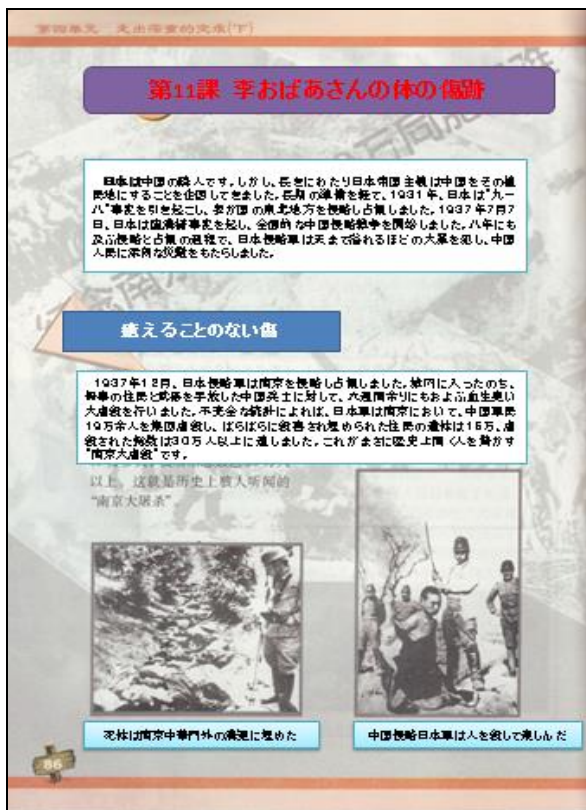 第四单元
第11課 李おばあさんの体の傷跡
日本は中国の隣人です。しかし、長きにわたり日本帝国主義は中国をその植
民地にすることを企図してきました。長期の準備を経て、1931年、日本は“九一
八”事変を引き起こし、我が国の東北地方を侵略し占領しました。1937年7月7
日、日本は盧溝橋事変を起し、全面的な中国侵略戦争を開始しました。八年にも
及ぶ侵略と占領の過程で、日本侵略軍は天まで溢れるほどの大罪を犯し、中国
人民に深刻な災難をもたらしました。
癒えることのない傷
1937年12月、日本侵略軍は南京を侵略し占領しました。城内に入ったのち、
無辜の住民と武器を手放した中国兵士に対して、六週間余りにもおよぶ血生臭い
大虐殺を行いました。不完全な統計によれば、日本軍は南京において、中国軍民
19万余人を集団虐殺し、ばらばらに殺害され埋められた住民の遺体は15万、虐
殺された総数は30万人以上に達しました。これがまさに歴史上聞く人を驚かす
“南京大虐殺”です。
以上。这就是历史上骇人听闻的
“南京大屠杀”。
死体は南京中華門外の溝道に埋めた
中国侵略日本軍は人を殺して楽しんだ
86